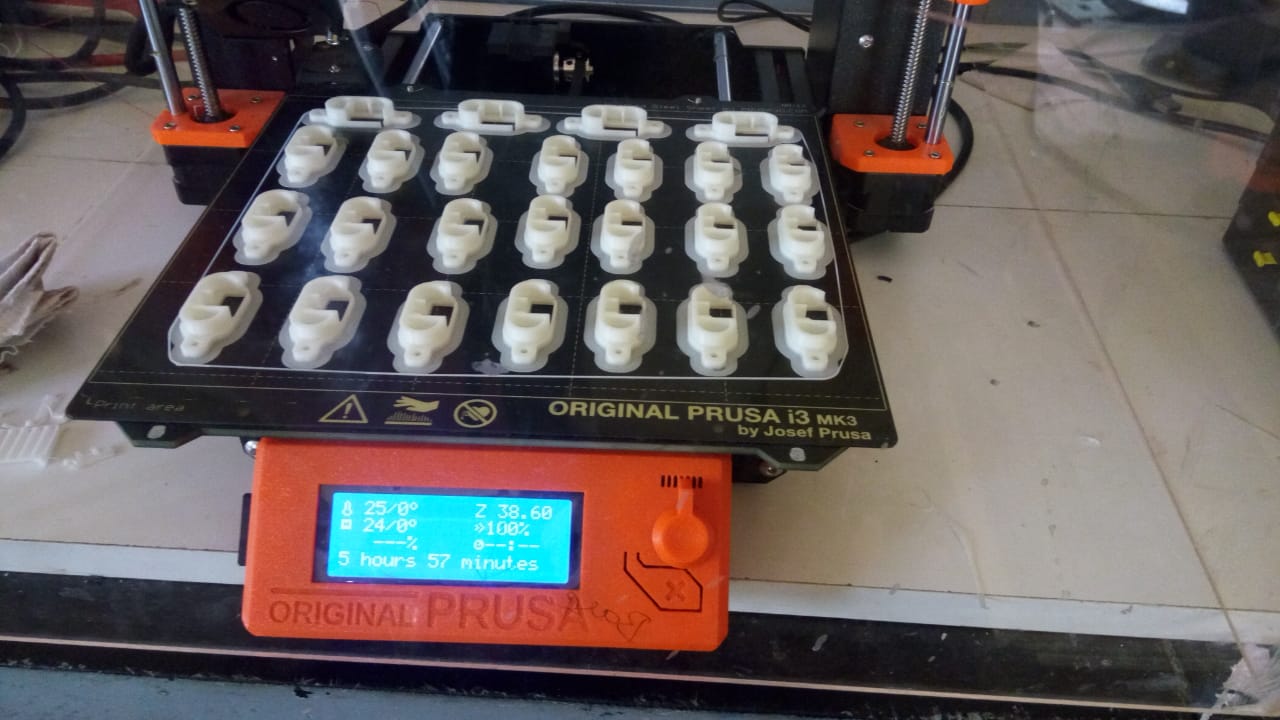 Print area
ORIGINAL PRUSA i3 MK3
by Josef Prusa
25/0° Z 38.60
24/0° »100%
---% --:--
5 hours 57 minutes
ORIGINAL PRUSA